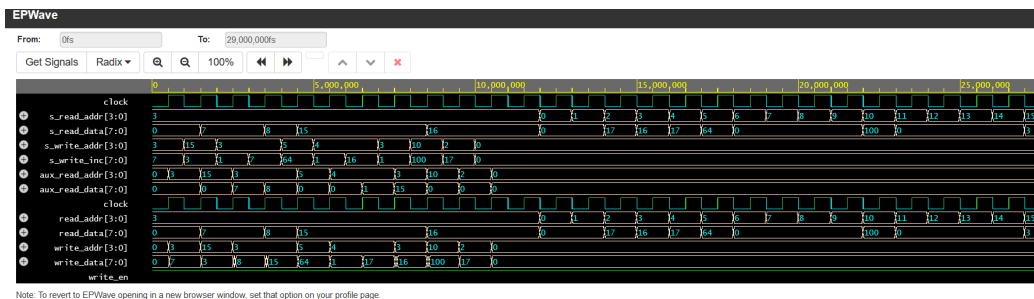 EPWave
From: 0fs To: 29,000,000fs
Get Signals Radix 100%
0 5,000,000 10,000,000 15,000,000 20,000,000 25,000,000
clock
s_read_addr[3:0] 3 0 1 2 3 4 5 6 7 8 9 10 11 12 13 14 15
s_read_data[7:0] 0 7 8 15 16 0 17 16 17 64 0 100 0 3
s_write_addr[3:0] 3 15 3 5 4 3 10 2 0
s_write_inc[7:0] 7 3 1 7 64 1 16 1 100 17 0
aux_read_addr[3:0] 0 3 15 3 5 4 3 10 2 0
aux_read_data[7:0] 0 0 7 8 0 0 1 15 0 0 0
clock
read_addr[3:0] 3 0 1 2 3 4 5 6 7 8 9 10 11 12 13 14 15
read_data[7:0] 0 7 8 15 16 0 17 16 17 64 0 100 0 3
write_addr[3:0] 0 3 15 3 5 4 3 10 2 0
write_data[7:0] 0 7 3 8 15 64 1 17 16 100 17 0
write_en
Note: To revert to EPWave opening in a new browser window, set that option on your profile page.